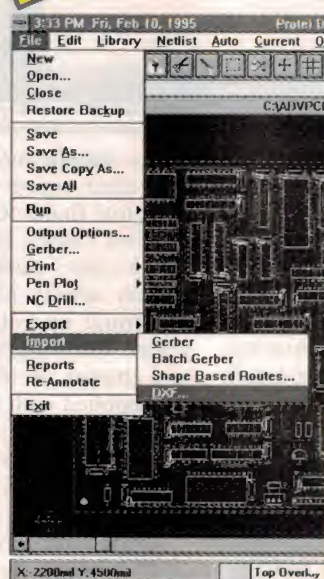 3:33 PM Fri, Feb 10, 1995 Protel
File Edit Library Netlist Auto Current
C:\ADVPC
New
Open...
Close
Restore Backup
Save
Save As...
Save Copy As...
Save All
Run
Output Options...
Gerber...
Print
Pen Plot
NC Drill...
Export
Import
Gerber
Batch Gerber
Shape Based Routes...
DXF...
Reports
Re-Annotate
Exit
X:-2200mil Y:4500mil Top Overlay